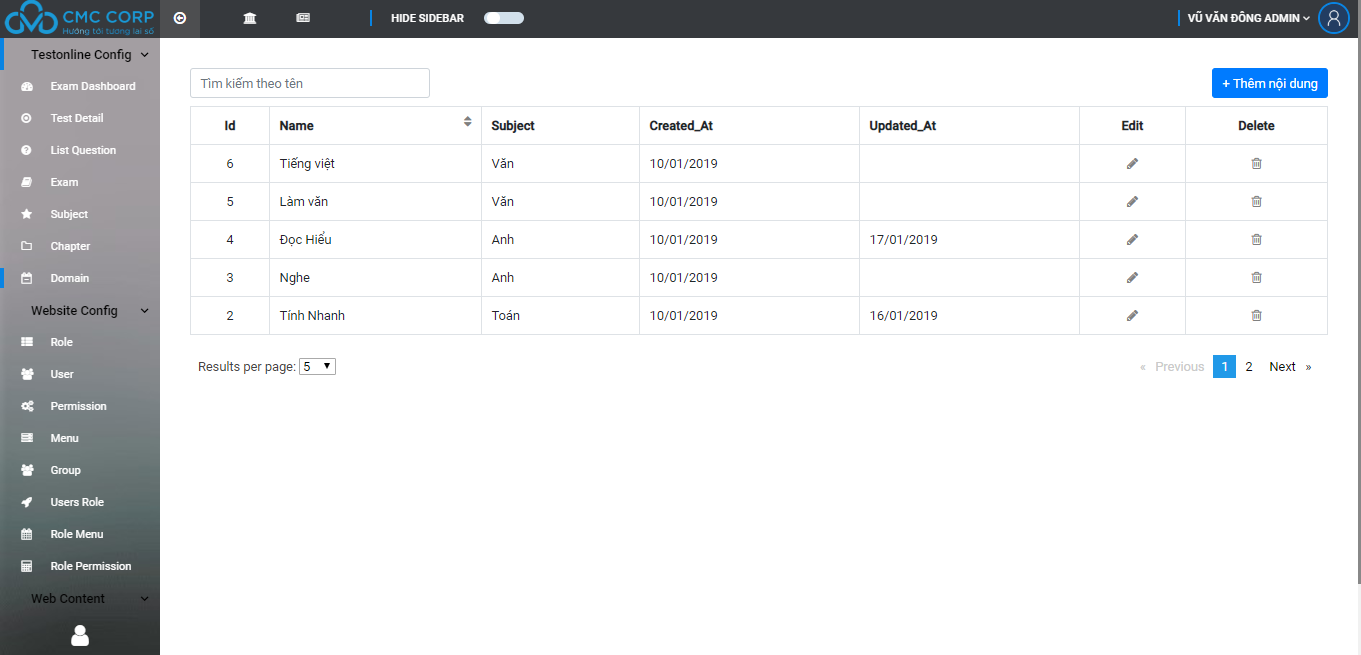 CMC CORP
Hướng tới tương lai số
HIDE SIDEBAR
VŨ VĂN ĐÔNG ADMIN
Testonline Config
Exam Dashboard
Test Detail
List Question
Exam
Subject
Chapter
Domain
Website Config
Role
User
Permission
Menu
Group
Users Role
Role Menu
Role Permission
Web Content
Tìm kiếm theo tên
+ Thêm nội dung
Id Name Subject Created_At Updated_At Edit Delete
6 Tiếng việt Văn 10/01/2019
5 Làm văn Văn 10/01/2019
4 Đọc Hiểu Anh 10/01/2019 17/01/2019
3 Nghe Anh 10/01/2019
2 Tính Nhanh Toán 10/01/2019 16/01/2019
Results per page: 5
« Previous 1 2 Next »